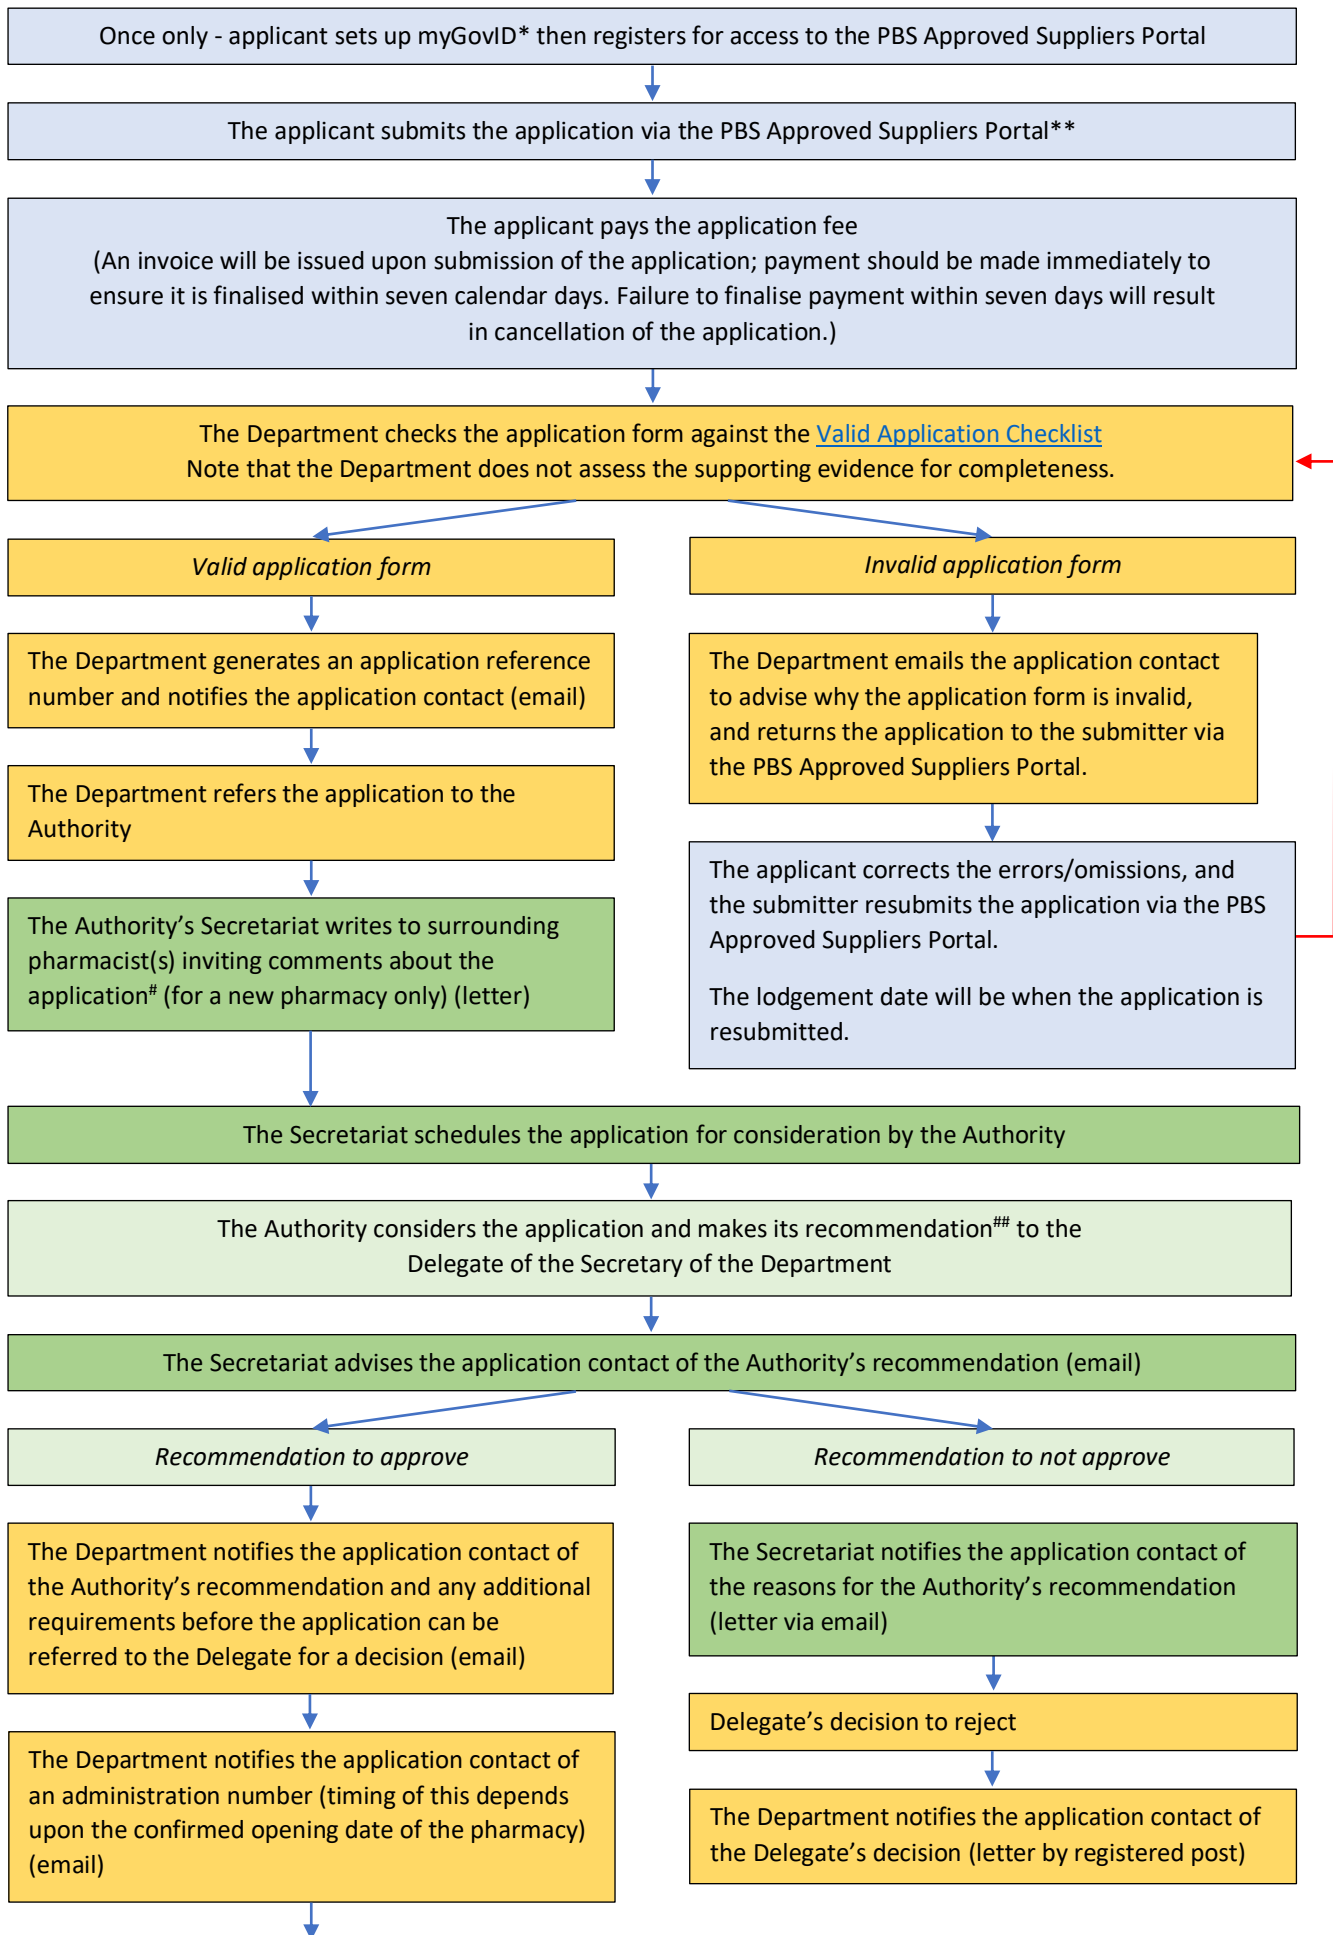 Once only - applicant sets up myGovID* then registers for access to the PBS Approved Suppliers Portal
The applicant submits the application via the PBS Approved Suppliers Portal**
The applicant pays the application fee
(An invoice will be issued upon submission of the application; payment should be made immediately to
ensure it is finalised within seven calendar days. Failure to finalise payment within seven days will result
in cancellation of the application.)
The Department checks the application form against the Valid Application Checklist
Note that the Department does not assess the supporting evidence for completeness.
Valid application form
The Department generates an application reference
number and notifies the application contact (email)
The Department refers the application to the
Authority
The Authority’s Secretariat writes to surrounding
pharmacist(s) inviting comments about the
application# (for a new pharmacy only) (letter)
Invalid application form
The Department emails the application contact
to advise why the application form is invalid,
and returns the application to the submitter via
the PBS Approved Suppliers Portal.
The applicant corrects the errors/omissions, and
the submitter resubmits the application via the PBS
Approved Suppliers Portal.
The lodgement date will be when the application is
resubmitted.
The Secretariat schedules the application for consideration by the Authority
The Authority considers the application and makes its recommendation## to the
Delegate of the Secretary of the Department
The Secretariat advises the application contact of the Authority’s recommendation (email)
Recommendation to approve
The Department notifies the application contact of
the Authority’s recommendation and any additional
requirements before the application can be
referred to the Delegate for a decision (email)
The Department notifies the application contact of
an administration number (timing of this depends
upon the confirmed opening date of the pharmacy)
(email)
Recommendation to not approve
The Secretariat notifies the application contact of
the reasons for the Authority’s recommendation
(letter via email)
Delegate’s decision to reject
The Department notifies the application contact of
the Delegate’s decision (letter by registered post)